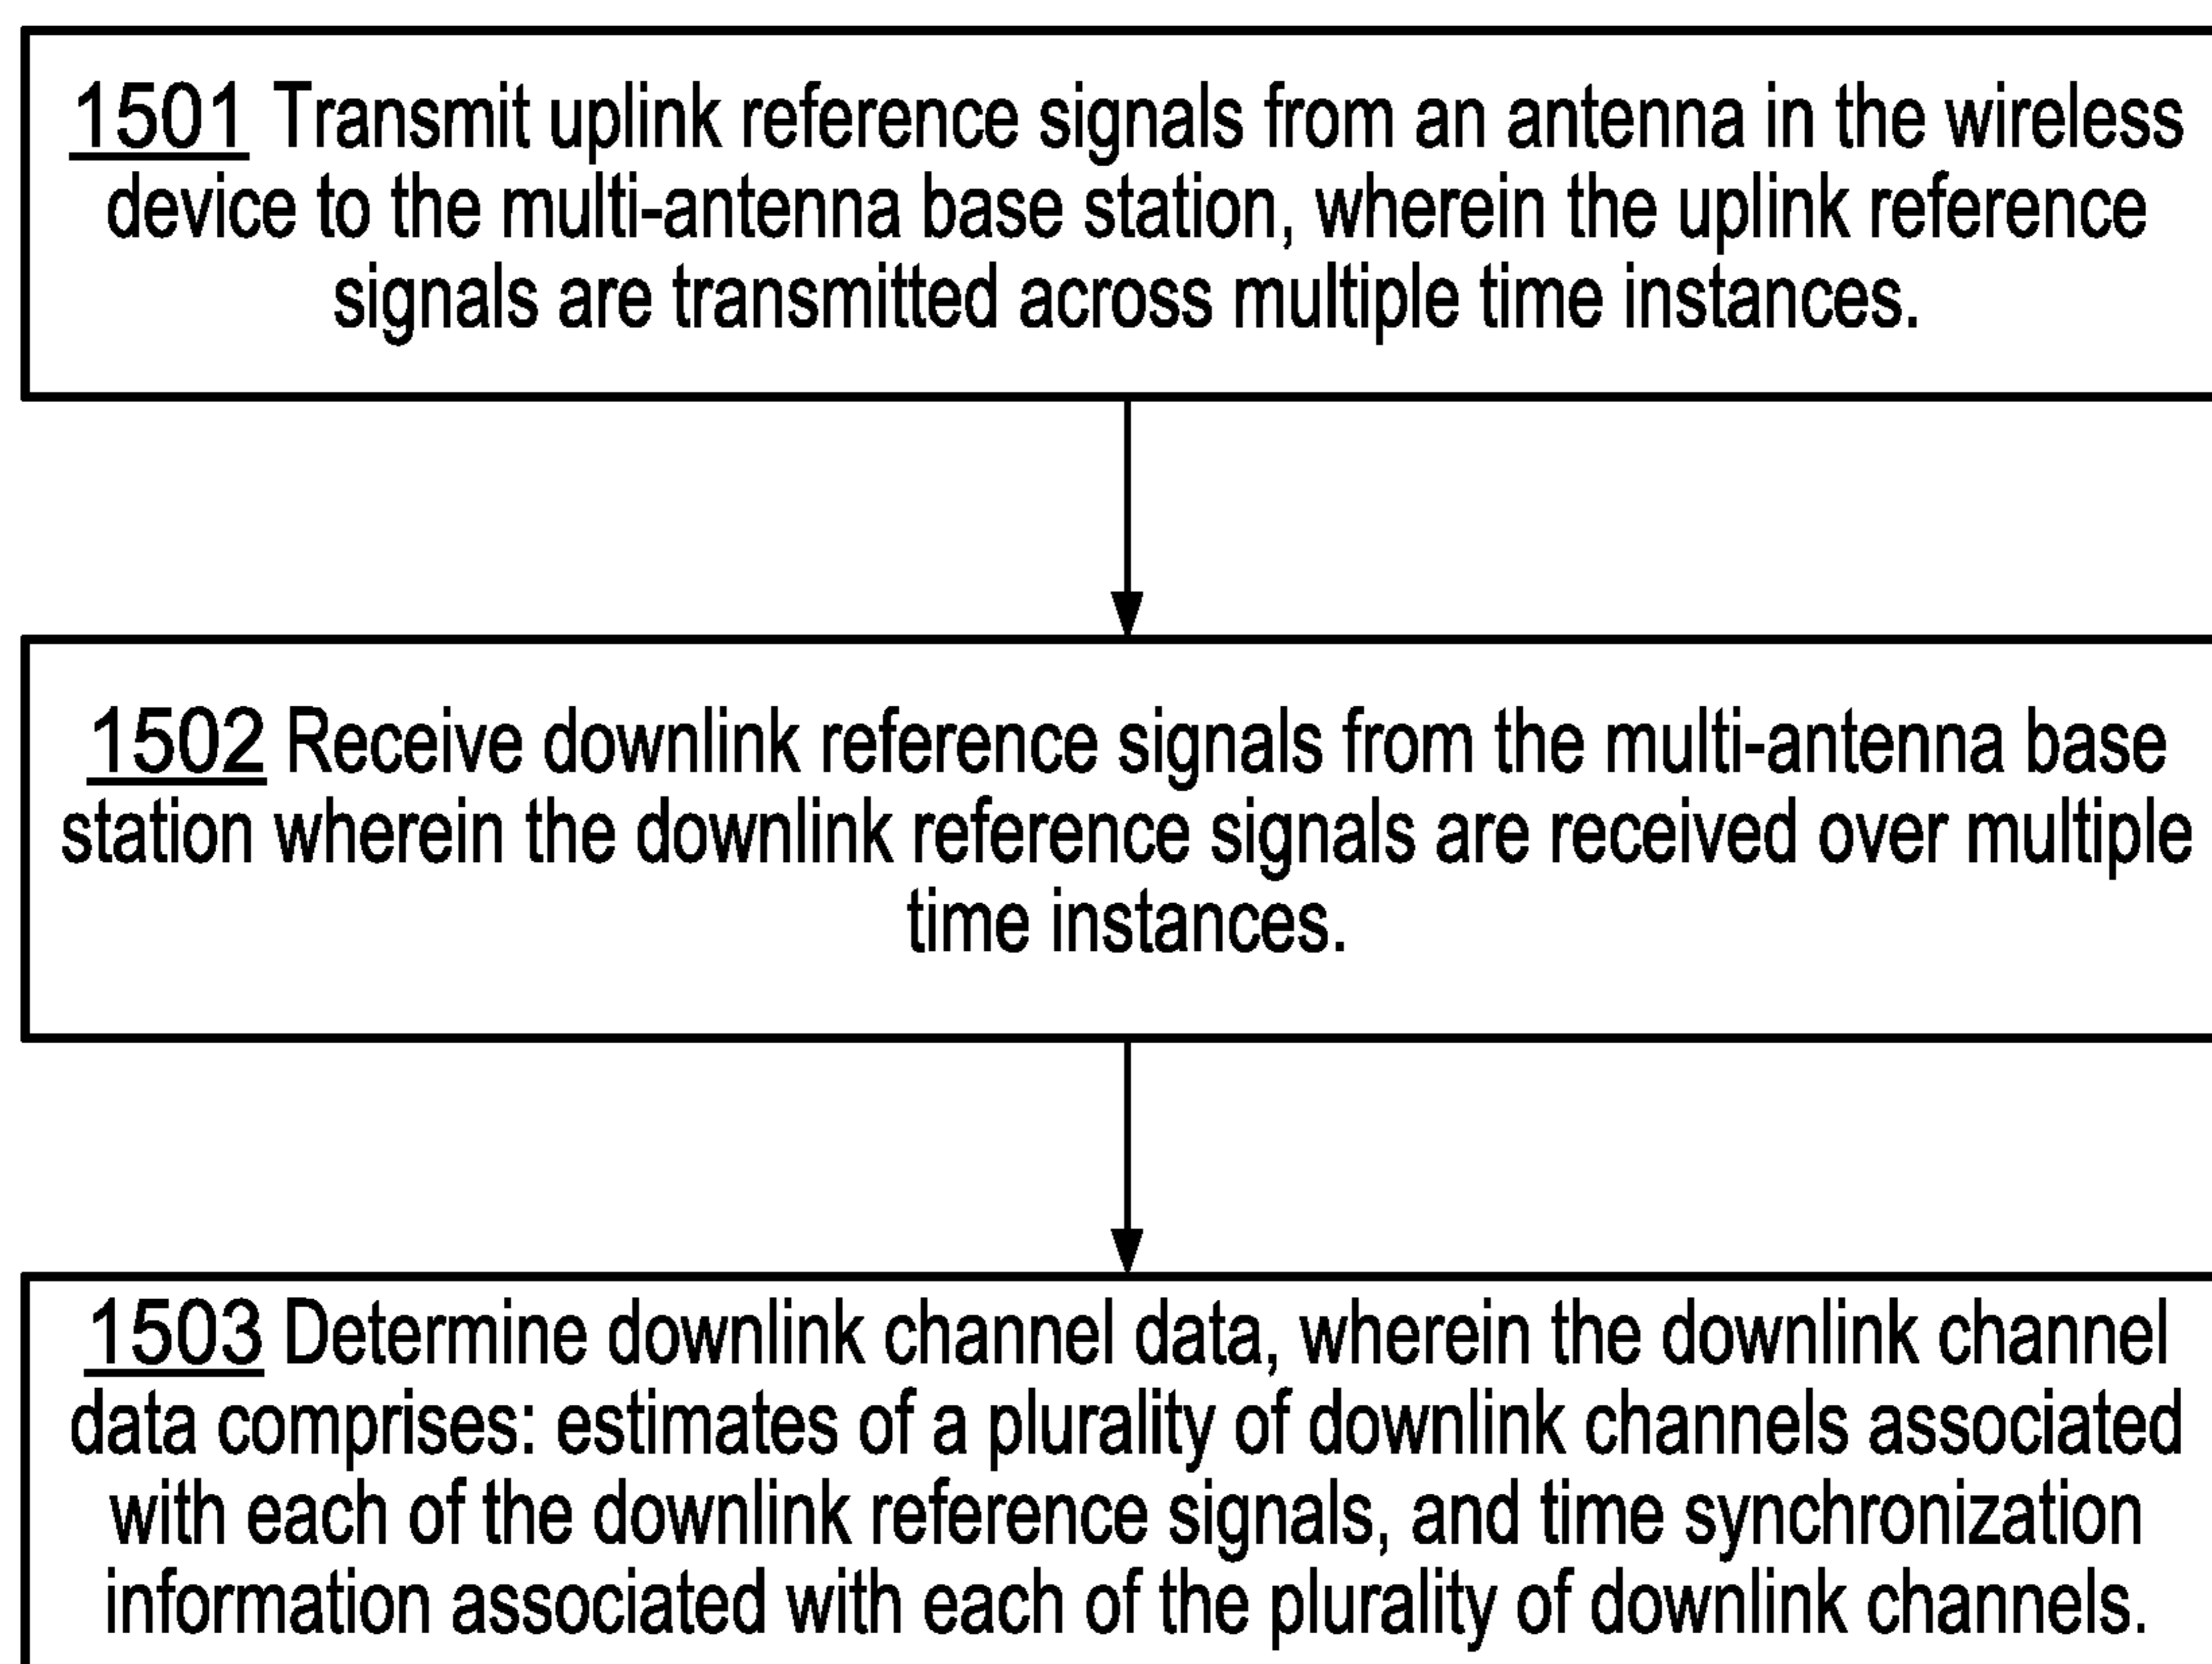 1501 Transmit uplink reference signals from an antenna in the wireless
device to the multi-antenna base station, wherein the uplink reference
signals are transmitted across multiple time instances.
1502 Receive downlink reference signals from the multi-antenna base
station wherein the downlink reference signals are received over multiple
time instances.
1503 Determine downlink channel data, wherein the downlink channel
data comprises: estimates of a plurality of downlink channels associated
with each of the downlink reference signals, and time synchronization
information associated with each of the plurality of downlink channels.